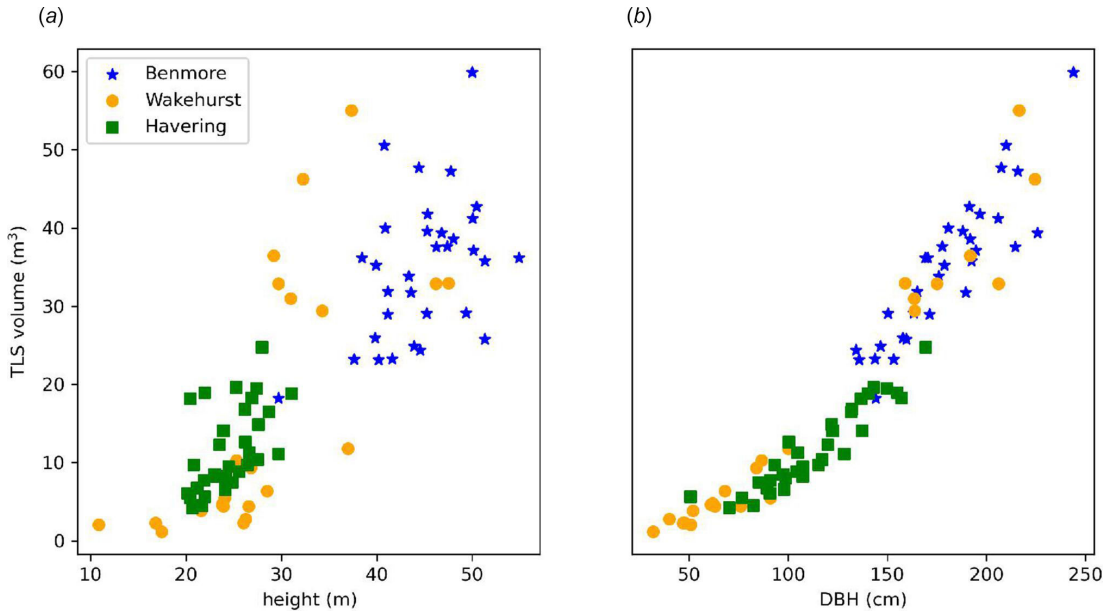 (a)
(b)
60
50
40
30
20
10
0
TLS volume (m³)
Benmore
Wakehurst
Havering
10 20 30 40 50
height (m)
50 100 150 200 250
DBH (cm)